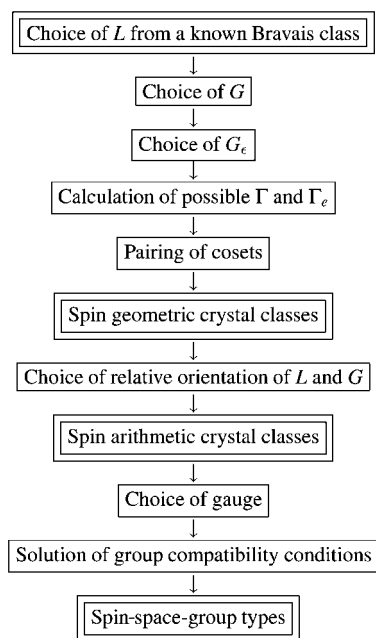 Choice of L from a known Bravais class
Choice of G
Choice of Gε
Calculation of possible Γ and Γe
Pairing of cosets
Spin geometric crystal classes
Choice of relative orientation of L and G
Spin arithmetic crystal classes
Choice of gauge
Solution of group compatibility conditions
Spin-space-group types